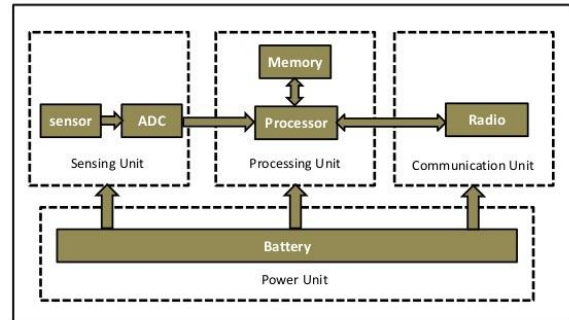 Memory
sensor
ADC
Processor
Radio
Sensing Unit
Processing Unit
Communication Unit
Battery
Power Unit